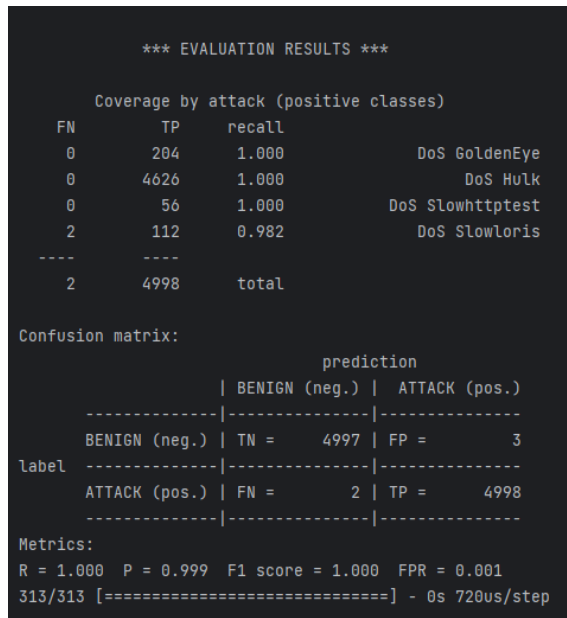 *** EVALUATION RESULTS ***
Coverage by attack (positive classes)
FN TP recall
0 204 1.000 DoS GoldenEye
0 4626 1.000 DoS Hulk
0 56 1.000 DoS Slowhttptest
2 112 0.982 DoS Slowloris
---- ----
2 4998 total
Confusion matrix:
prediction
| BENIGN (neg.) | ATTACK (pos.)
--------------|---------------|---------------
BENIGN (neg.) | TN = 4997 | FP = 3
label --------------|---------------|---------------
ATTACK (pos.) | FN = 2 | TP = 4998
--------------|---------------|---------------
Metrics:
R = 1.000 P = 0.999 F1 score = 1.000 FPR = 0.001
313/313 [==============================] - 0s 720us/step